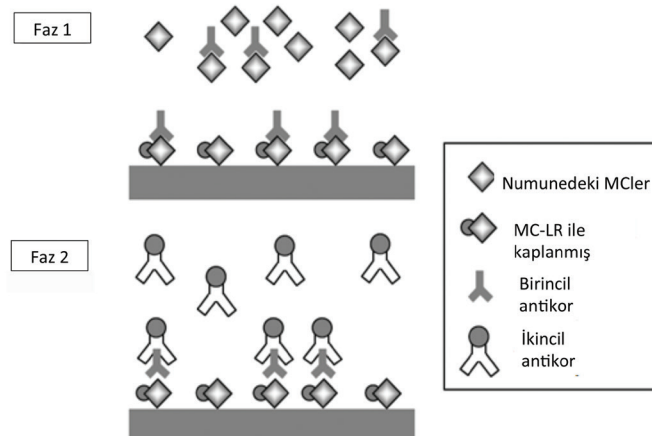 Faz 1
Numunedeki MCler
MC-LR ile
kaplanmış
Faz 2
Birincil
antikor
İkincil
antikor